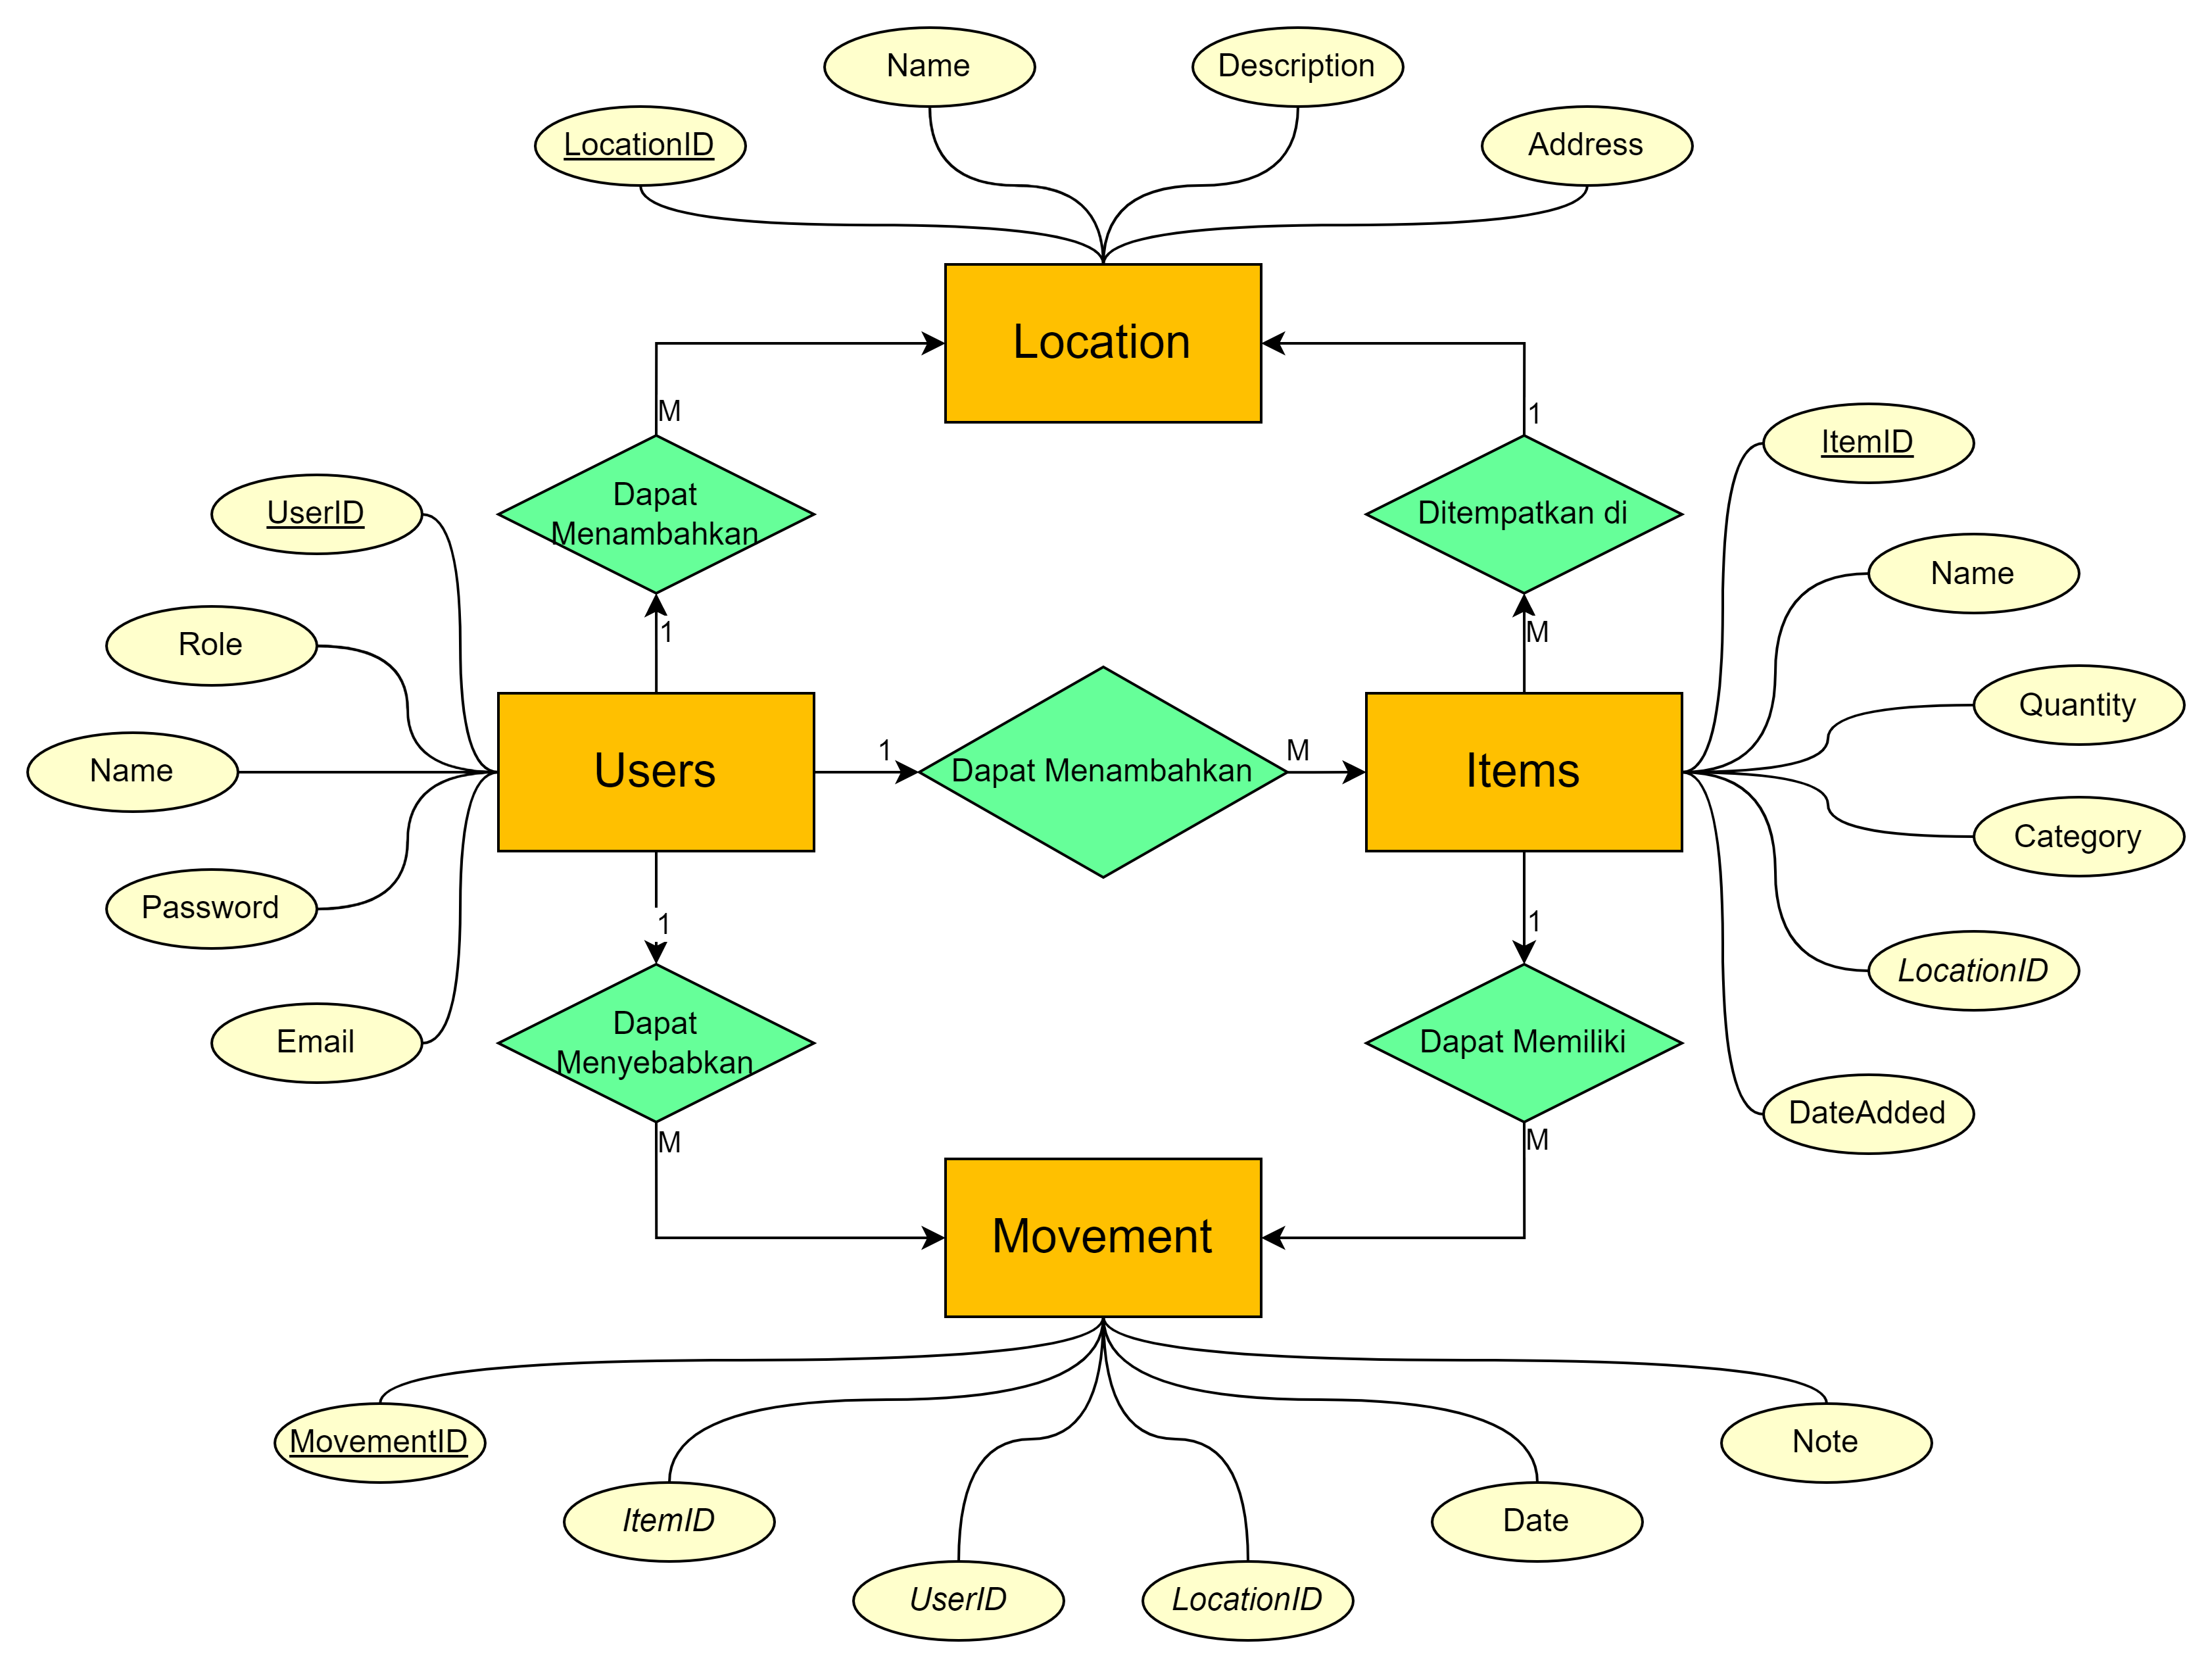 Name
Description
LocationID
Address
Location
M
1
ItemID
Dapat
Menambahkan
Ditempatkan di
UserID
Name
1
M
Role
Quantity
Users
1
Dapat Menambahkan
M
Items
Name
Category
Password
1
1
LocationID
Dapat
Menyebabkan
Dapat Memiliki
Email
DateAdded
M
M
Movement
MovementID
Note
ItemID
Date
UserID
LocationID